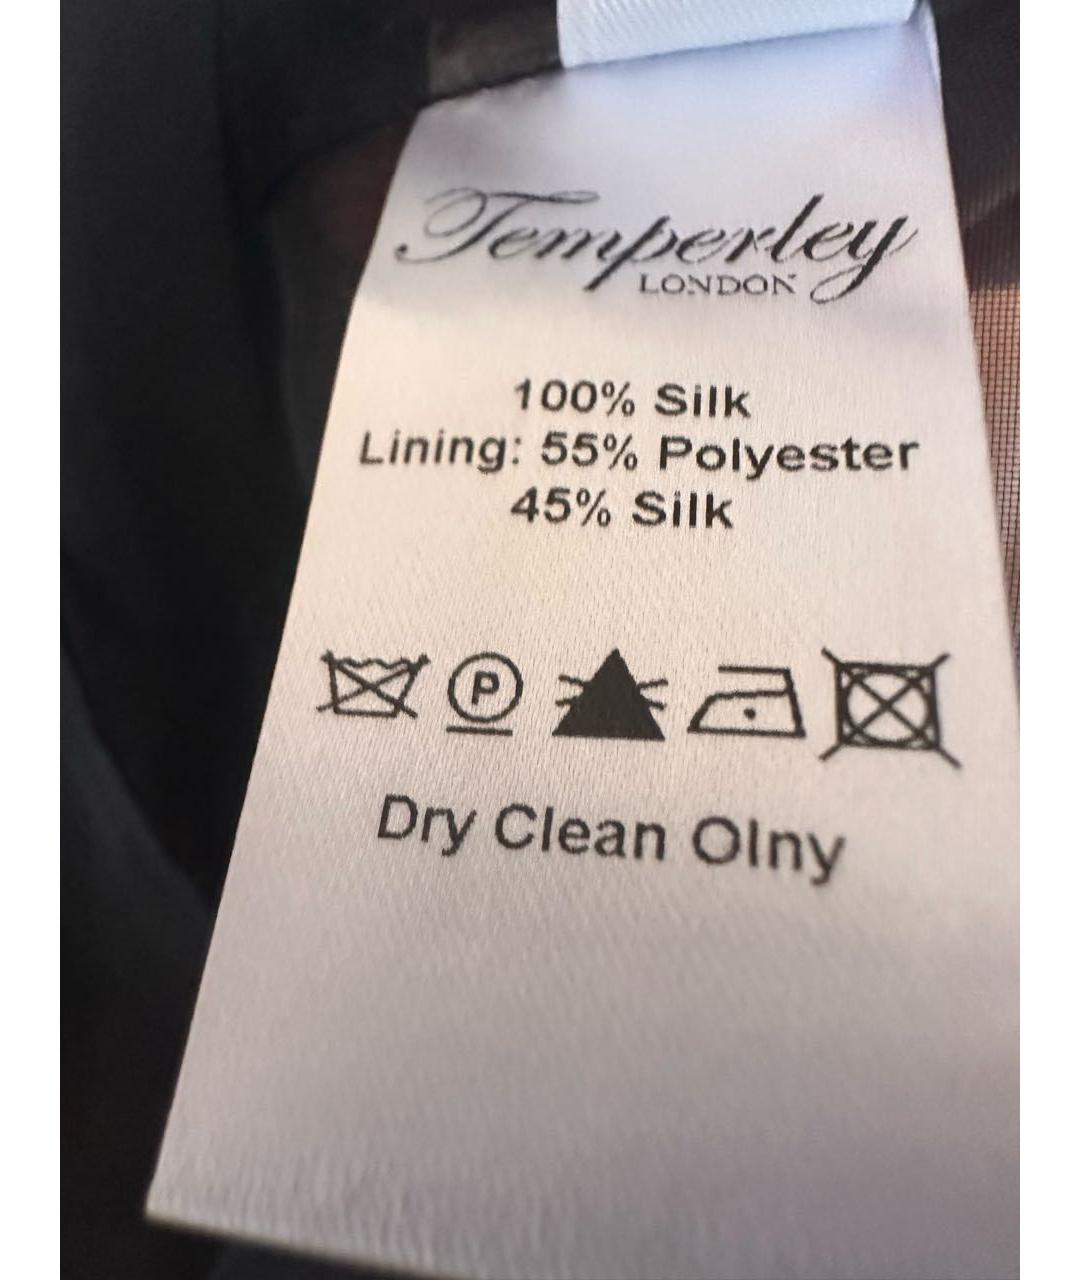 Temperley
LONDON
100% Silk
Lining: 55% Polyester
45% Silk
P
Dry Clean Olny